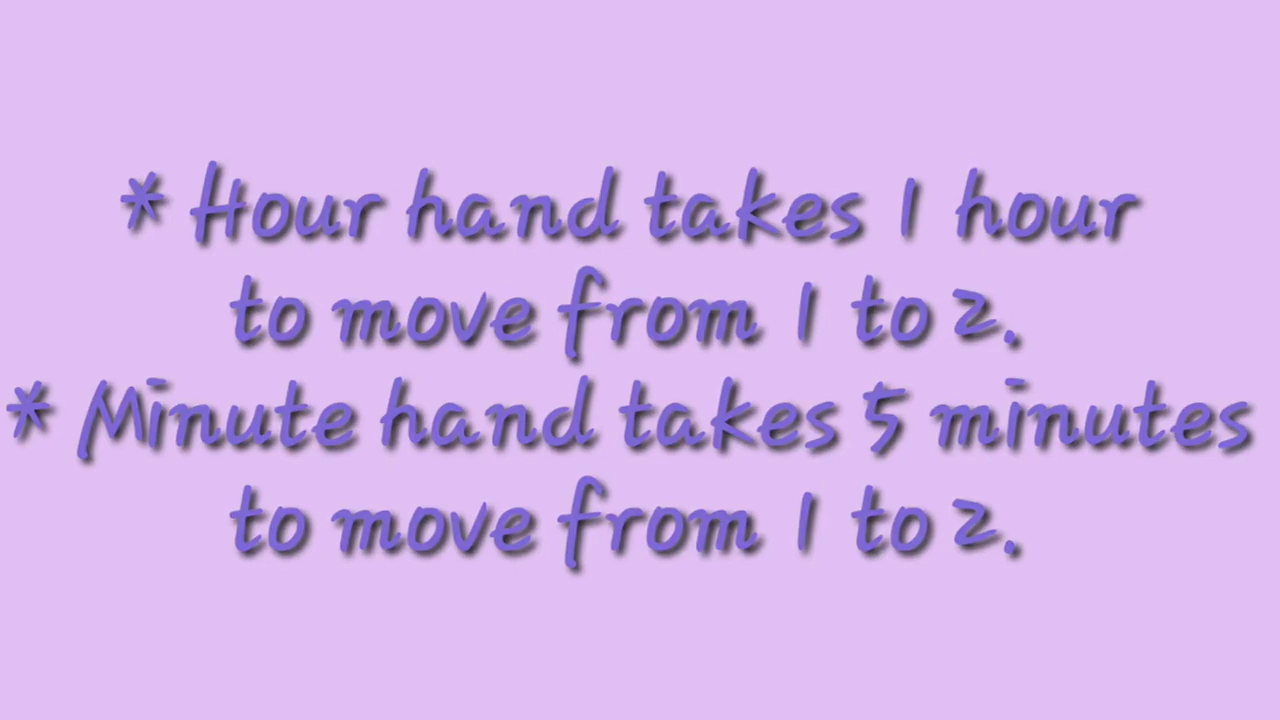 * Hour hand takes 1 hour
to move from 1 to 2.
* Minute hand takes 5 minutes
to move from 1 to 2.